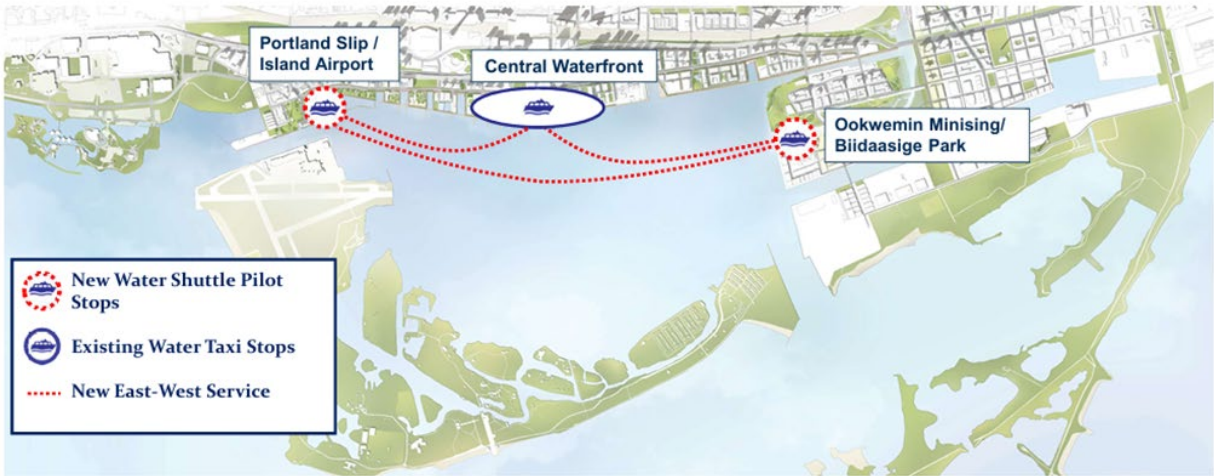 Portland Slip /
Island Airport
Central Waterfront
Ookwemin Minising/
Biidaasige Park
New Water Shuttle Pilot
Stops
Existing Water Taxi Stops
New East-West Service